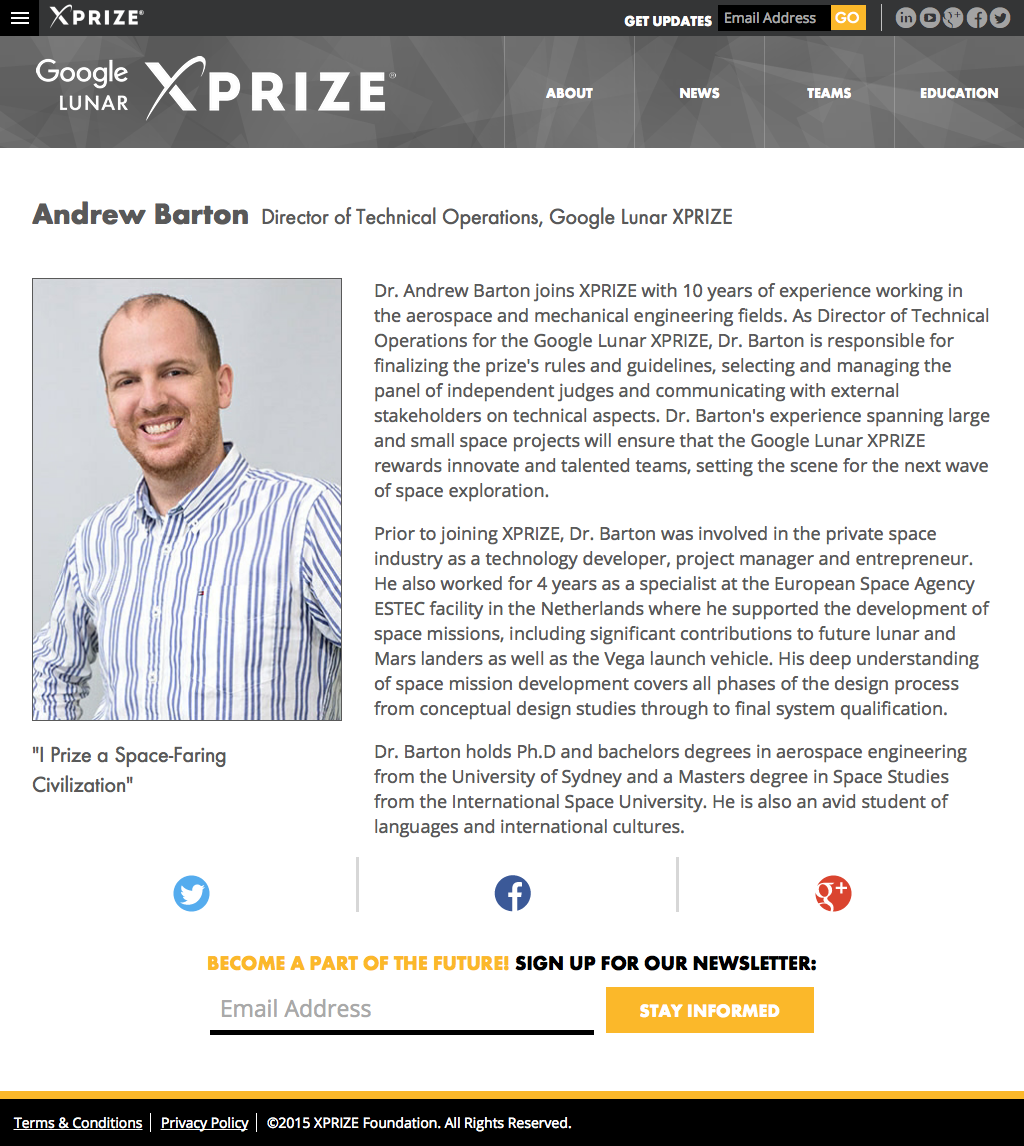 XPRIZE®
GET UPDATES
Email Address
GO
Google
LUNAR
XPRIZE®
ABOUT
NEWS
TEAMS
EDUCATION
Andrew Barton Director of Technical Operations, Google Lunar XPRIZE
Dr. Andrew Barton joins XPRIZE with 10 years of experience working in
the aerospace and mechanical engineering fields. As Director of Technical
Operations for the Google Lunar XPRIZE, Dr. Barton is responsible for
finalizing the prize's rules and guidelines, selecting and managing the
panel of independent judges and communicating with external
stakeholders on technical aspects. Dr. Barton's experience spanning large
and small space projects will ensure that the Google Lunar XPRIZE
rewards innovate and talented teams, setting the scene for the next wave
of space exploration.
Prior to joining XPRIZE, Dr. Barton was involved in the private space
industry as a technology developer, project manager and entrepreneur.
He also worked for 4 years as a specialist at the European Space Agency
ESTEC facility in the Netherlands where he supported the development of
space missions, including significant contributions to future lunar and
Mars landers as well as the Vega launch vehicle. His deep understanding
of space mission development covers all phases of the design process
from conceptual design studies through to final system qualification.
"I Prize a Space-Faring
Civilization"
Dr. Barton holds Ph.D and bachelors degrees in aerospace engineering
from the University of Sydney and a Masters degree in Space Studies
from the International Space University. He is also an avid student of
languages and international cultures.
BECOME A PART OF THE FUTURE! SIGN UP FOR OUR NEWSLETTER:
Email Address
STAY INFORMED
Terms & Conditions
Privacy Policy
©2015 XPRIZE Foundation. All Rights Reserved.